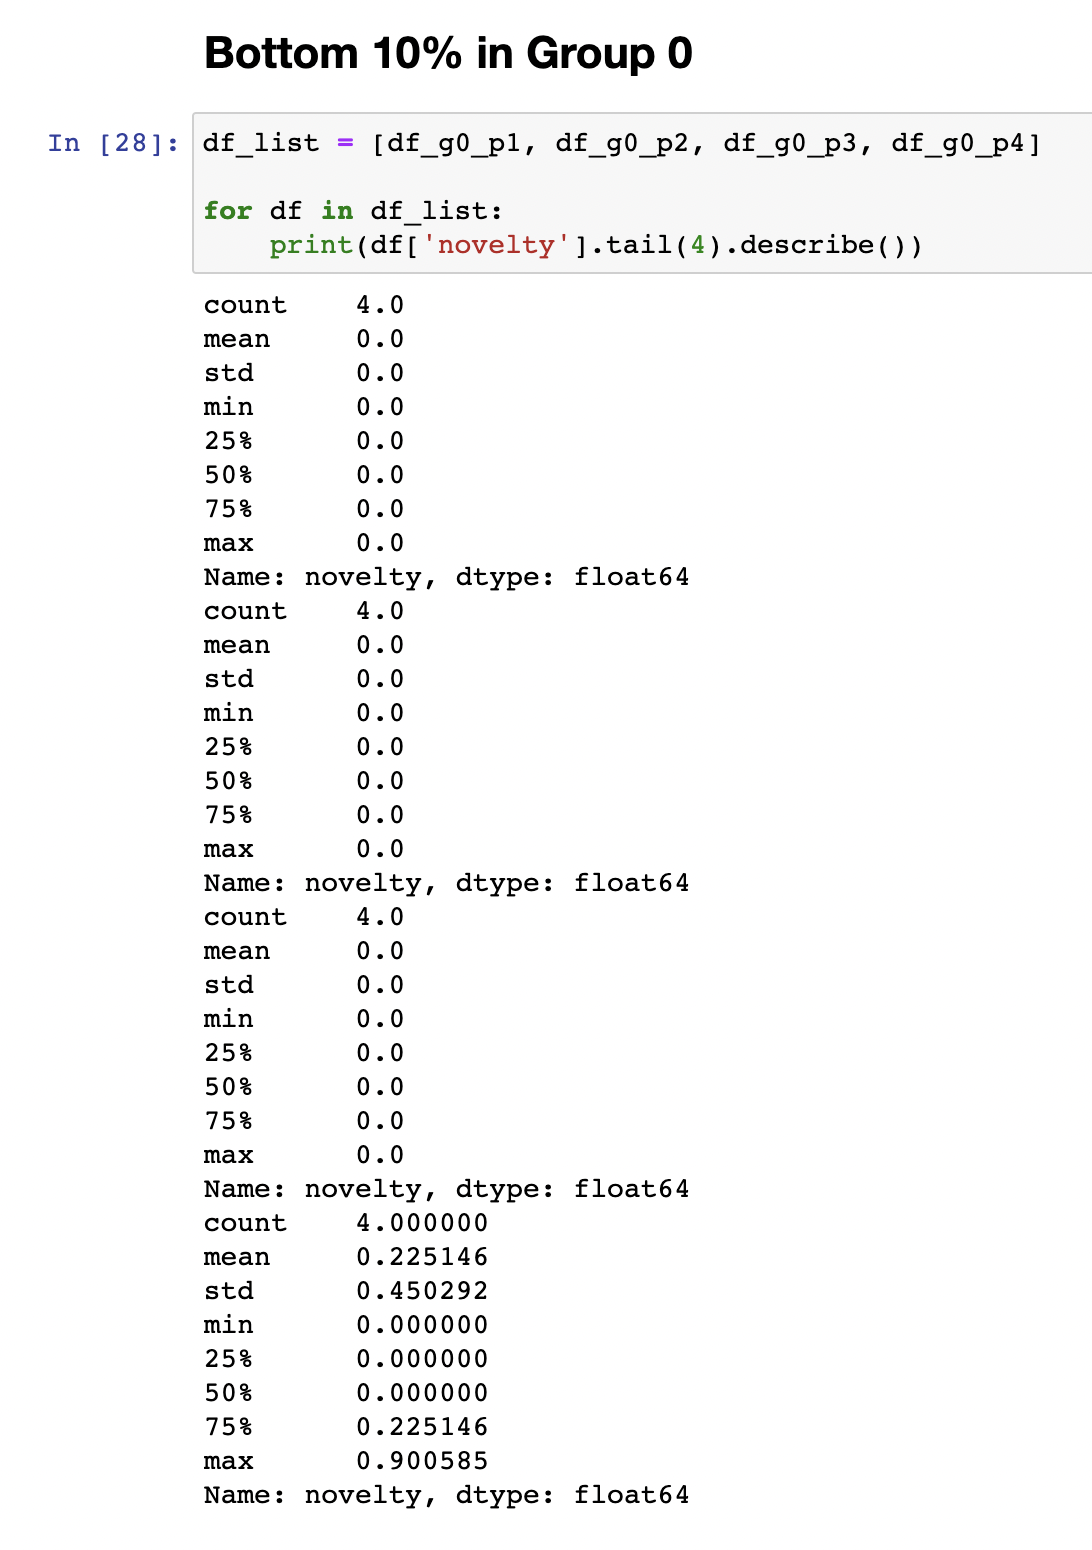 Bottom 10% in Group 0
In [28]: df_list = [df_g0_p1, df_g0_p2, df_g0_p3, df_g0_p4]
for df in df_list:
    print(df['novelty'].tail(4).describe())
count    4.0
mean     0.0
std      0.0
min      0.0
25%      0.0
50%      0.0
75%      0.0
max      0.0
Name: novelty, dtype: float64
count    4.0
mean     0.0
std      0.0
min      0.0
25%      0.0
50%      0.0
75%      0.0
max      0.0
Name: novelty, dtype: float64
count    4.0
mean     0.0
std      0.0
min      0.0
25%      0.0
50%      0.0
75%      0.0
max      0.0
Name: novelty, dtype: float64
count    4.000000
mean     0.225146
std      0.450292
min      0.000000
25%      0.000000
50%      0.000000
75%      0.225146
max      0.900585
Name: novelty, dtype: float64